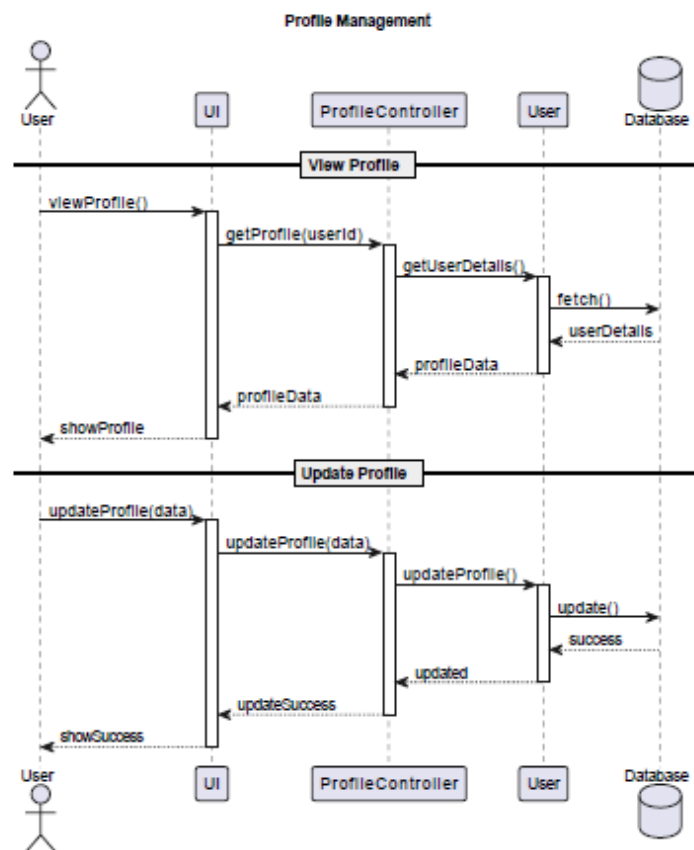 Profile Management
User UI ProfileController User Database
View Profile
viewProfile()
getProfile(userId)
getUserDetails()
fetch()
userDetails
profileData
profileData
showProfile
Update Profile
updateProfile(data)
updateProfile(data)
updateProfile()
update()
success
updated
updateSuccess
showSuccess
User UI ProfileController User Database